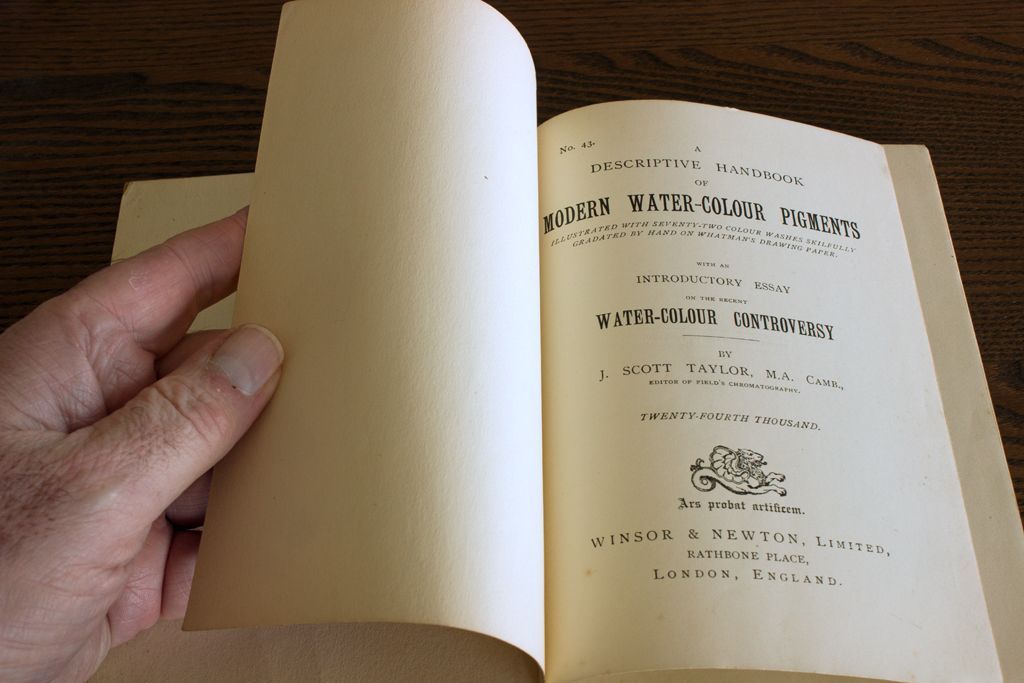 No. 43.
A
DESCRIPTIVE HANDBOOK
OF
MODERN WATER-COLOUR PIGMENTS
ILLUSTRATED WITH SEVENTY-TWO COLOUR WASHES SKILFULLY
GRADATED BY HAND ON WHATMAN'S DRAWING PAPER.
WITH AN
INTRODUCTORY ESSAY
ON THE RECENT
WATER-COLOUR CONTROVERSY
BY
J. SCOTT TAYLOR, M.A. CAMB.,
EDITOR OF FIELD'S CHROMATOGRAPHY.
TWENTY-FOURTH THOUSAND.
Ars probat artificem.
WINSOR & NEWTON, LIMITED,
RATHBONE PLACE,
LONDON, ENGLAND.